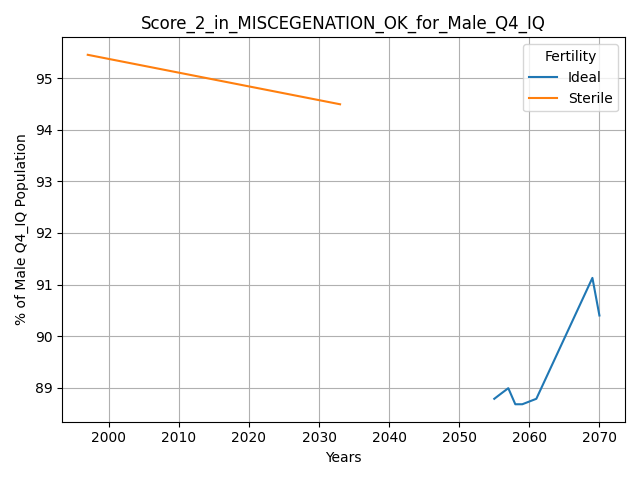 Score_2_in_MISCEGENATION_OK_for_Male_Q4_IQ
Fertility
Ideal
Sterile
% of Male Q4_IQ Population
95
94
93
92
91
90
89
2000 2010 2020 2030 2040 2050 2060 2070
Years